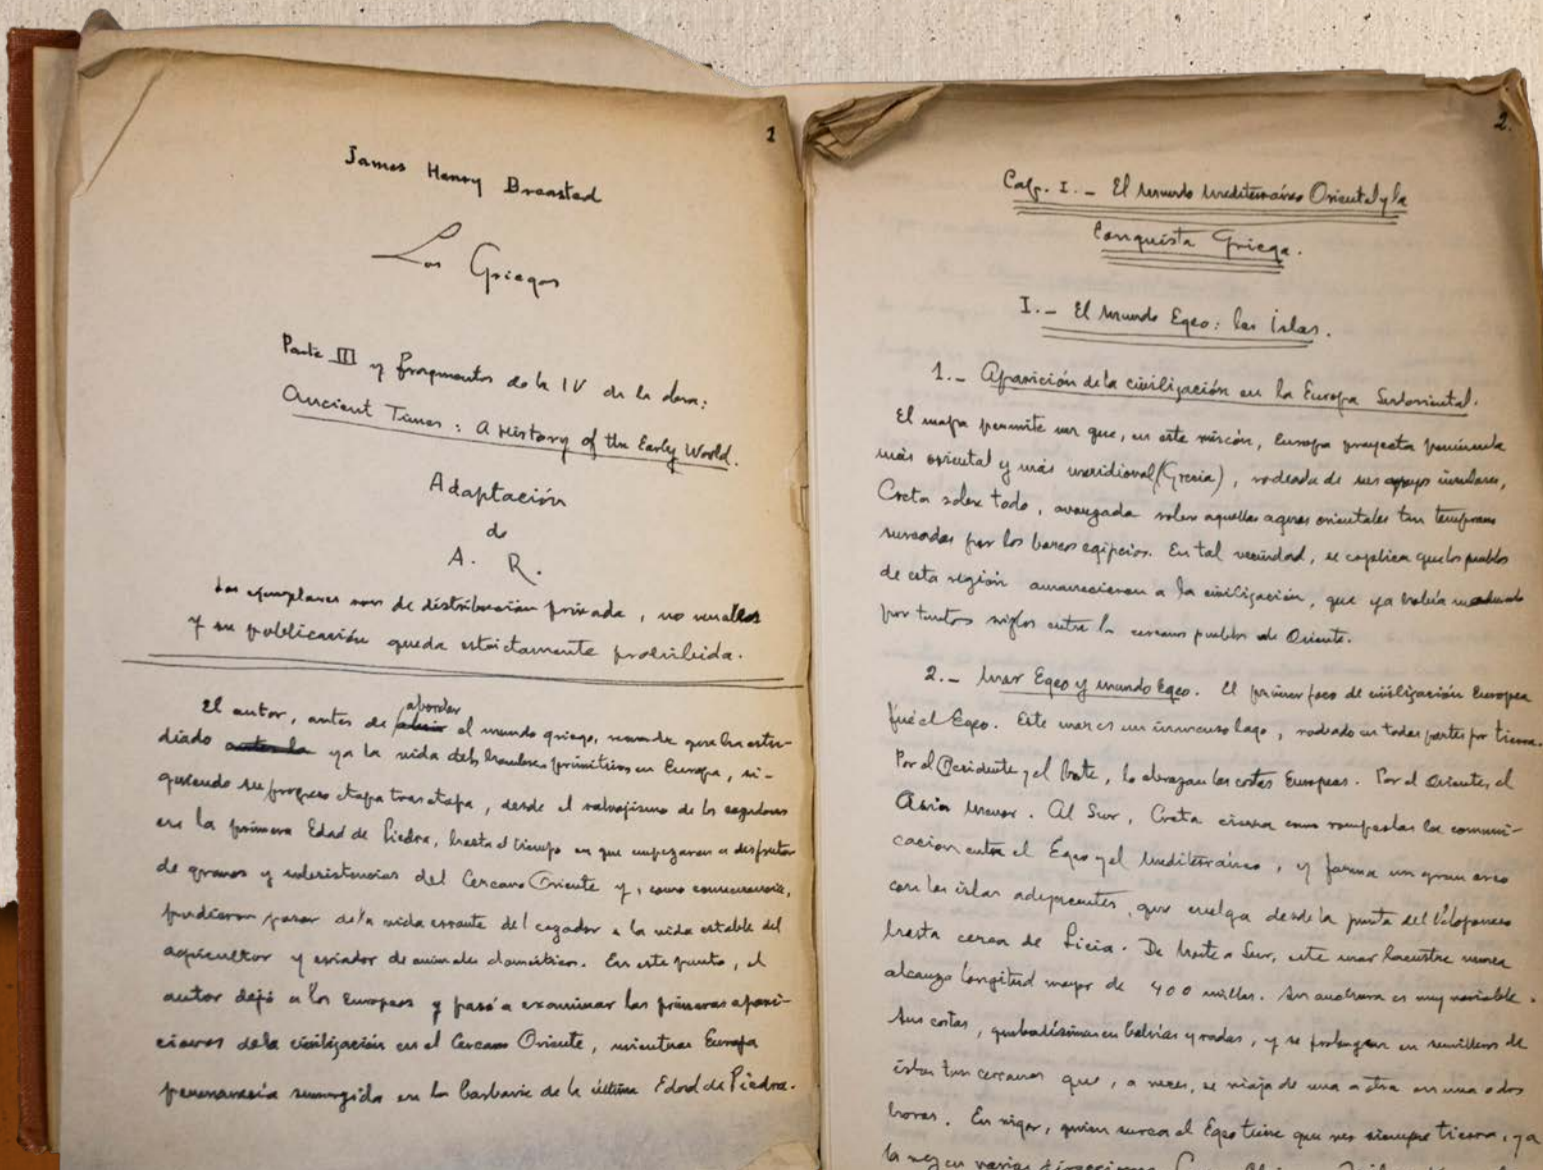 1
James Henry Breasted
Los Griegos
Parte III y fragmentos de la IV de la obra:
Ancient Times: A History of the Early World.
Adaptación
de
A. R.
Los ejemplares son de distribución privada, no venables
y su publicación queda estrictamente prohibida.
abordar
El autor, antes de el mundo griego, recuerda que ha estu-
diado antes la ya la vida del hombre primitivo en Europa, si-
guiendo su progreso etapa tras etapa, desde el salvajismo de los cazadores
en la primera Edad de Piedra, hasta el tiempo en que empezaron a disfrutar
de granos y subsistencias del Cercano Oriente y, como consecuencia,
pudieron pasar de la vida errante del cazador a la vida estable del
agricultor y criador de animales domésticos. En este punto, el
autor dejó a los Europeos y pasó a examinar las primeras apari-
ciones de la civilización en el Cercano Oriente, mientras Europa
permanecía sumergida en la barbarie de la última Edad de Piedra.
2.
Cap. I. - El mundo mediterráneo Oriental y la
Conquista Griega.
I. - El mundo Egeo: las Islas.
1. - Aparición de la civilización en la Europa Sudoriental.
El mapa permite ver que, en este rincón, Europa proyecta península
más oriental y más meridional (Grecia), rodeada de sus insulares,
Creta sobre todo, avanzada sobre aquellas aguas orientales tan temprano
surcadas por los barcos egipcios. En tal vecindad, se explica que los pueblos
de esta región amanecieron a la civilización, que ya había madurado
por tantos siglos entre los cercanos pueblos de Oriente.
2. - Mar Egeo y mundo Egeo. El primer foco de civilización Europea
fué el Egeo. Este mar es un inmenso lago, rodeado en todas partes por tierra.
Por el Occidente y el Norte, lo abrazan las costas Europeas. Por el Oriente, el
Asia Menor. Al Sur, Creta cierra como rompeolas la comuni-
cación entre el Egeo y el Mediterráneo, y forma un gran arco
con las islas adyacentes, que cuelga desde la punta del Peloponeso
hasta cerca de Licia. De Norte a Sur, este mar lacustre nunca
alcanza longitud mayor de 400 millas. Su anchura es muy variable.
Sus costas, quebradísimas en bahías y radas, y se prolongan en semillero de
islas tan cercanas que, a veces, se viaja de una a otra en una o dos
horas. En rigor, quien surca el Egeo tiene que ver siempre tierra, ya
la vez en varias direcciones.